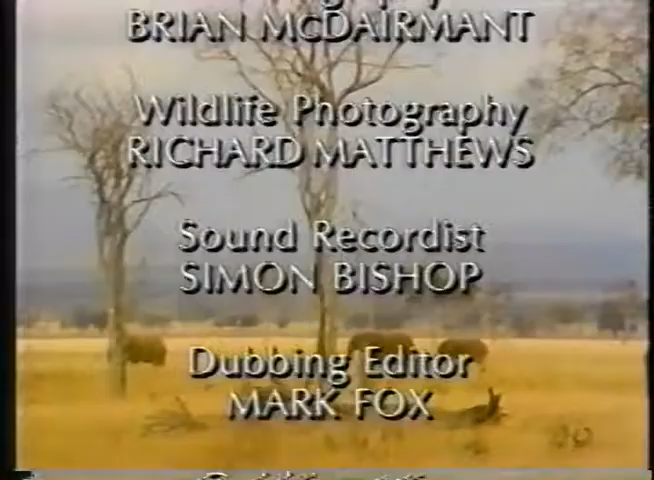 BRIAN McDAIRMANT
Wildlife Photography
RICHARD MATTHEWS
Sound Recordist
SIMON BISHOP
Dubbing Editor
MARK FOX